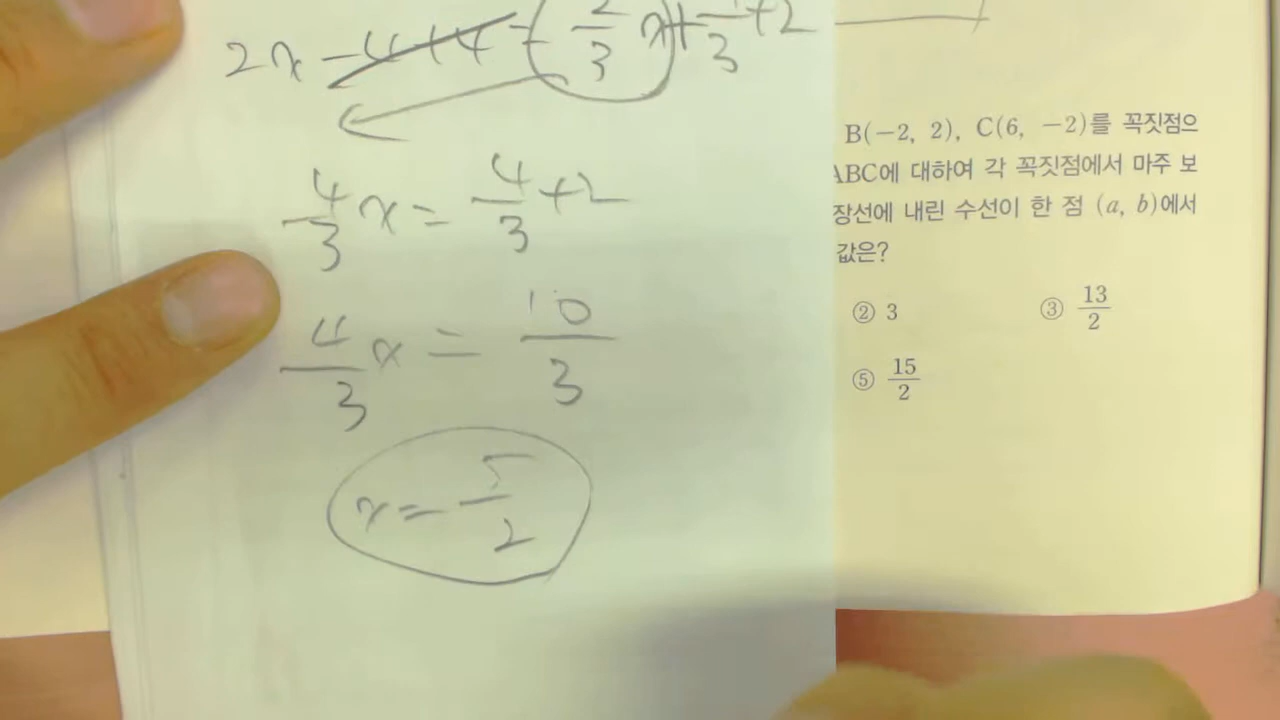 2x - 4 + 4 = 2/3 x + /3 + 2
4/3 x = 4/3 + 2
4/3 x = 10/3
x = 5/2
B(−2, 2), C(6, −2)를 꼭짓점으
ABC에 대하여 각 꼭짓점에서 마주 보
장선에 내린 수선이 한 점 (a, b)에서
값은?
② 3 ③ 13/2
⑤ 15/2